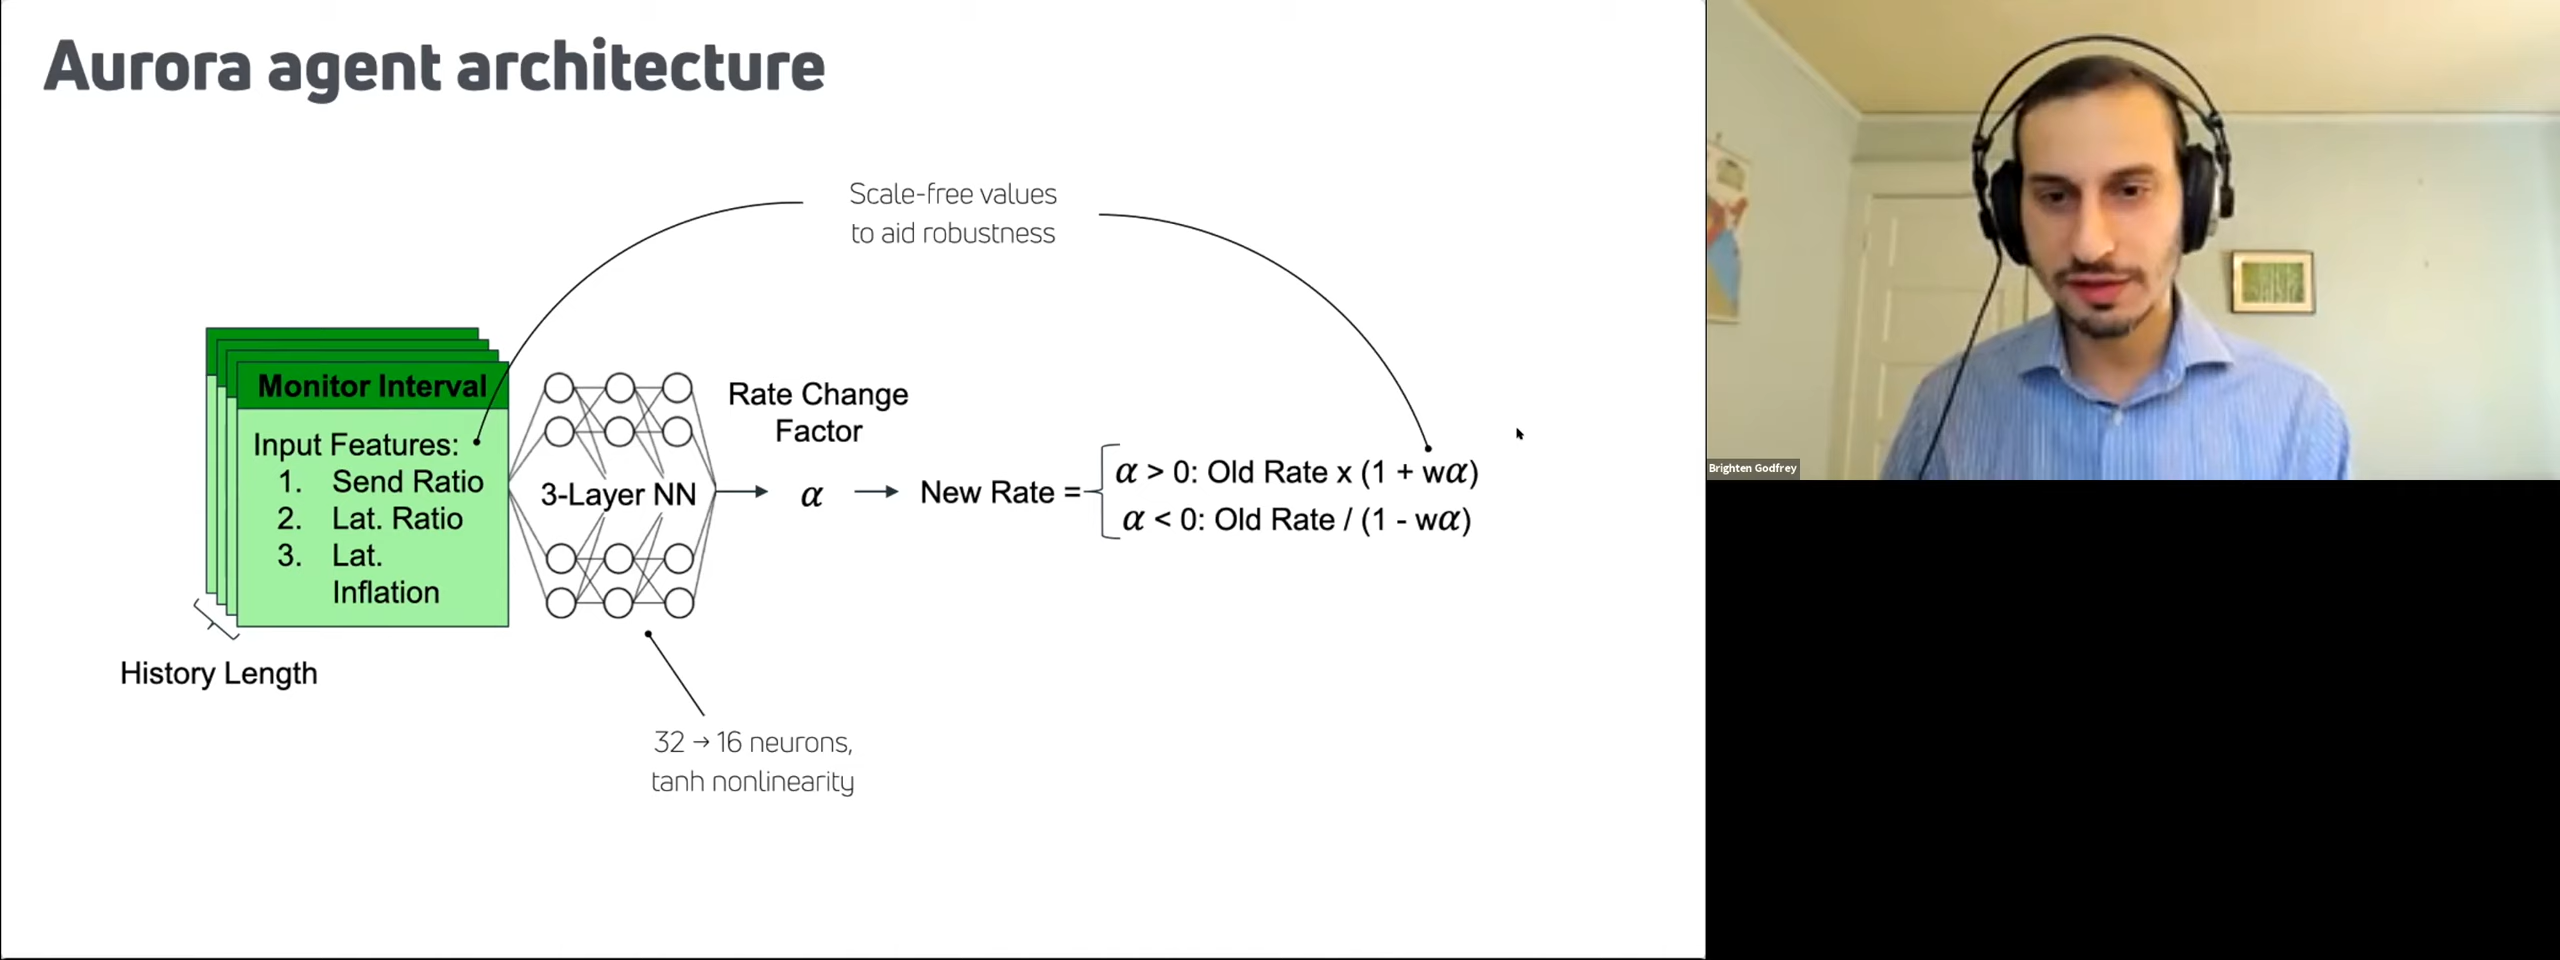 Aurora agent architecture
Scale-free values
to aid robustness
Monitor Interval
Input Features:
1. Send Ratio
2. Lat. Ratio
3. Lat.
Inflation
History Length
3-Layer NN
32 → 16 neurons,
tanh nonlinearity
Rate Change
Factor
α
New Rate =
α > 0: Old Rate x (1 + wα)
α < 0: Old Rate / (1 - wα)
Brighten Godfrey